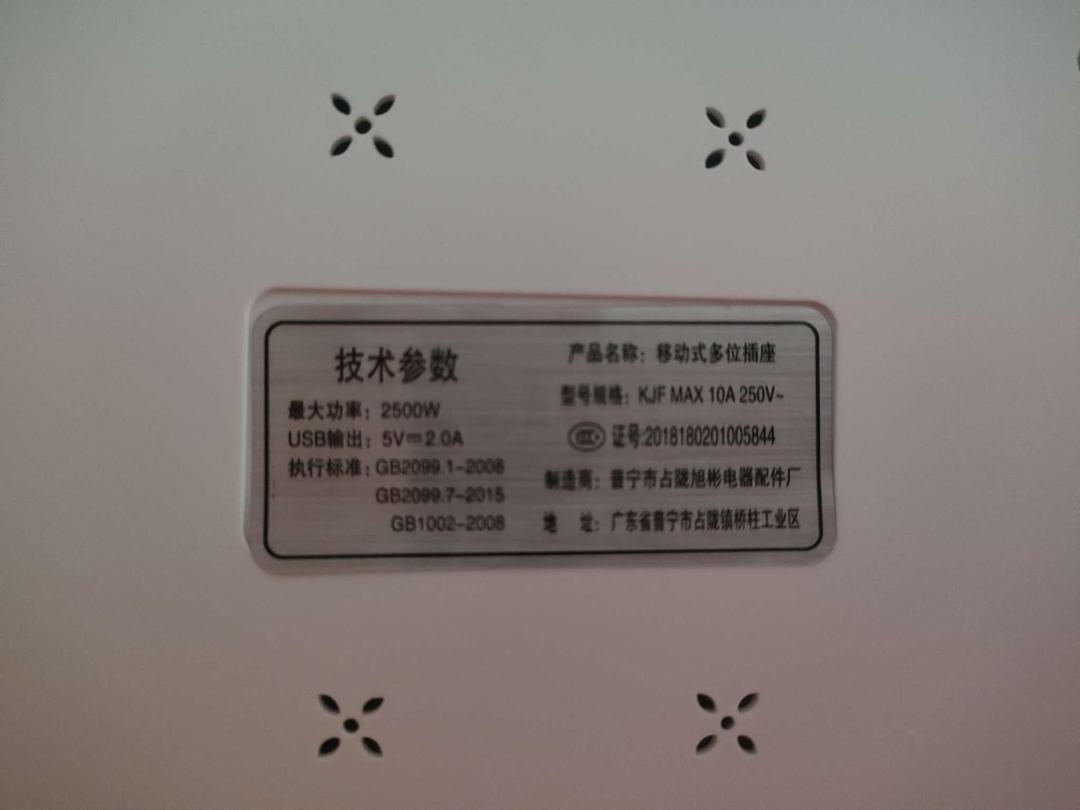 技术参数
最大功率：2500W
USB输出：5V⎓2.0A
执行标准：GB2099.1-2008
GB2099.7-2015
GB1002-2008
产品名称：移动式多位插座
型号规格：KJF MAX 10A 250V~
证号:2018180201005844
制造商：普宁市占陇旭彬电器配件厂
地 址：广东省普宁市占陇镇桥柱工业区